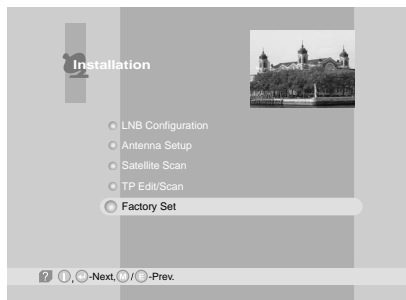 Installation
LNB Configuration
Antenna Setup
Satellite Scan
TP Edit/Scan
Factory Set
? , -Next, M / E -Prev.